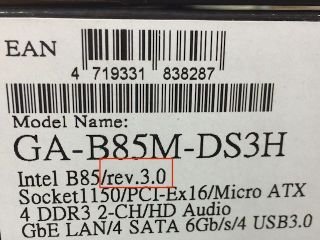 EAN
4 719331 838287
Model Name:
GA-B85M-DS3H
Intel B85/rev.3.0
Socket1150/PCI-Ex16/Micro ATX
4 DDR3 2-CH/HD Audio
GbE LAN/4 SATA 6Gb/s/4 USB3.0